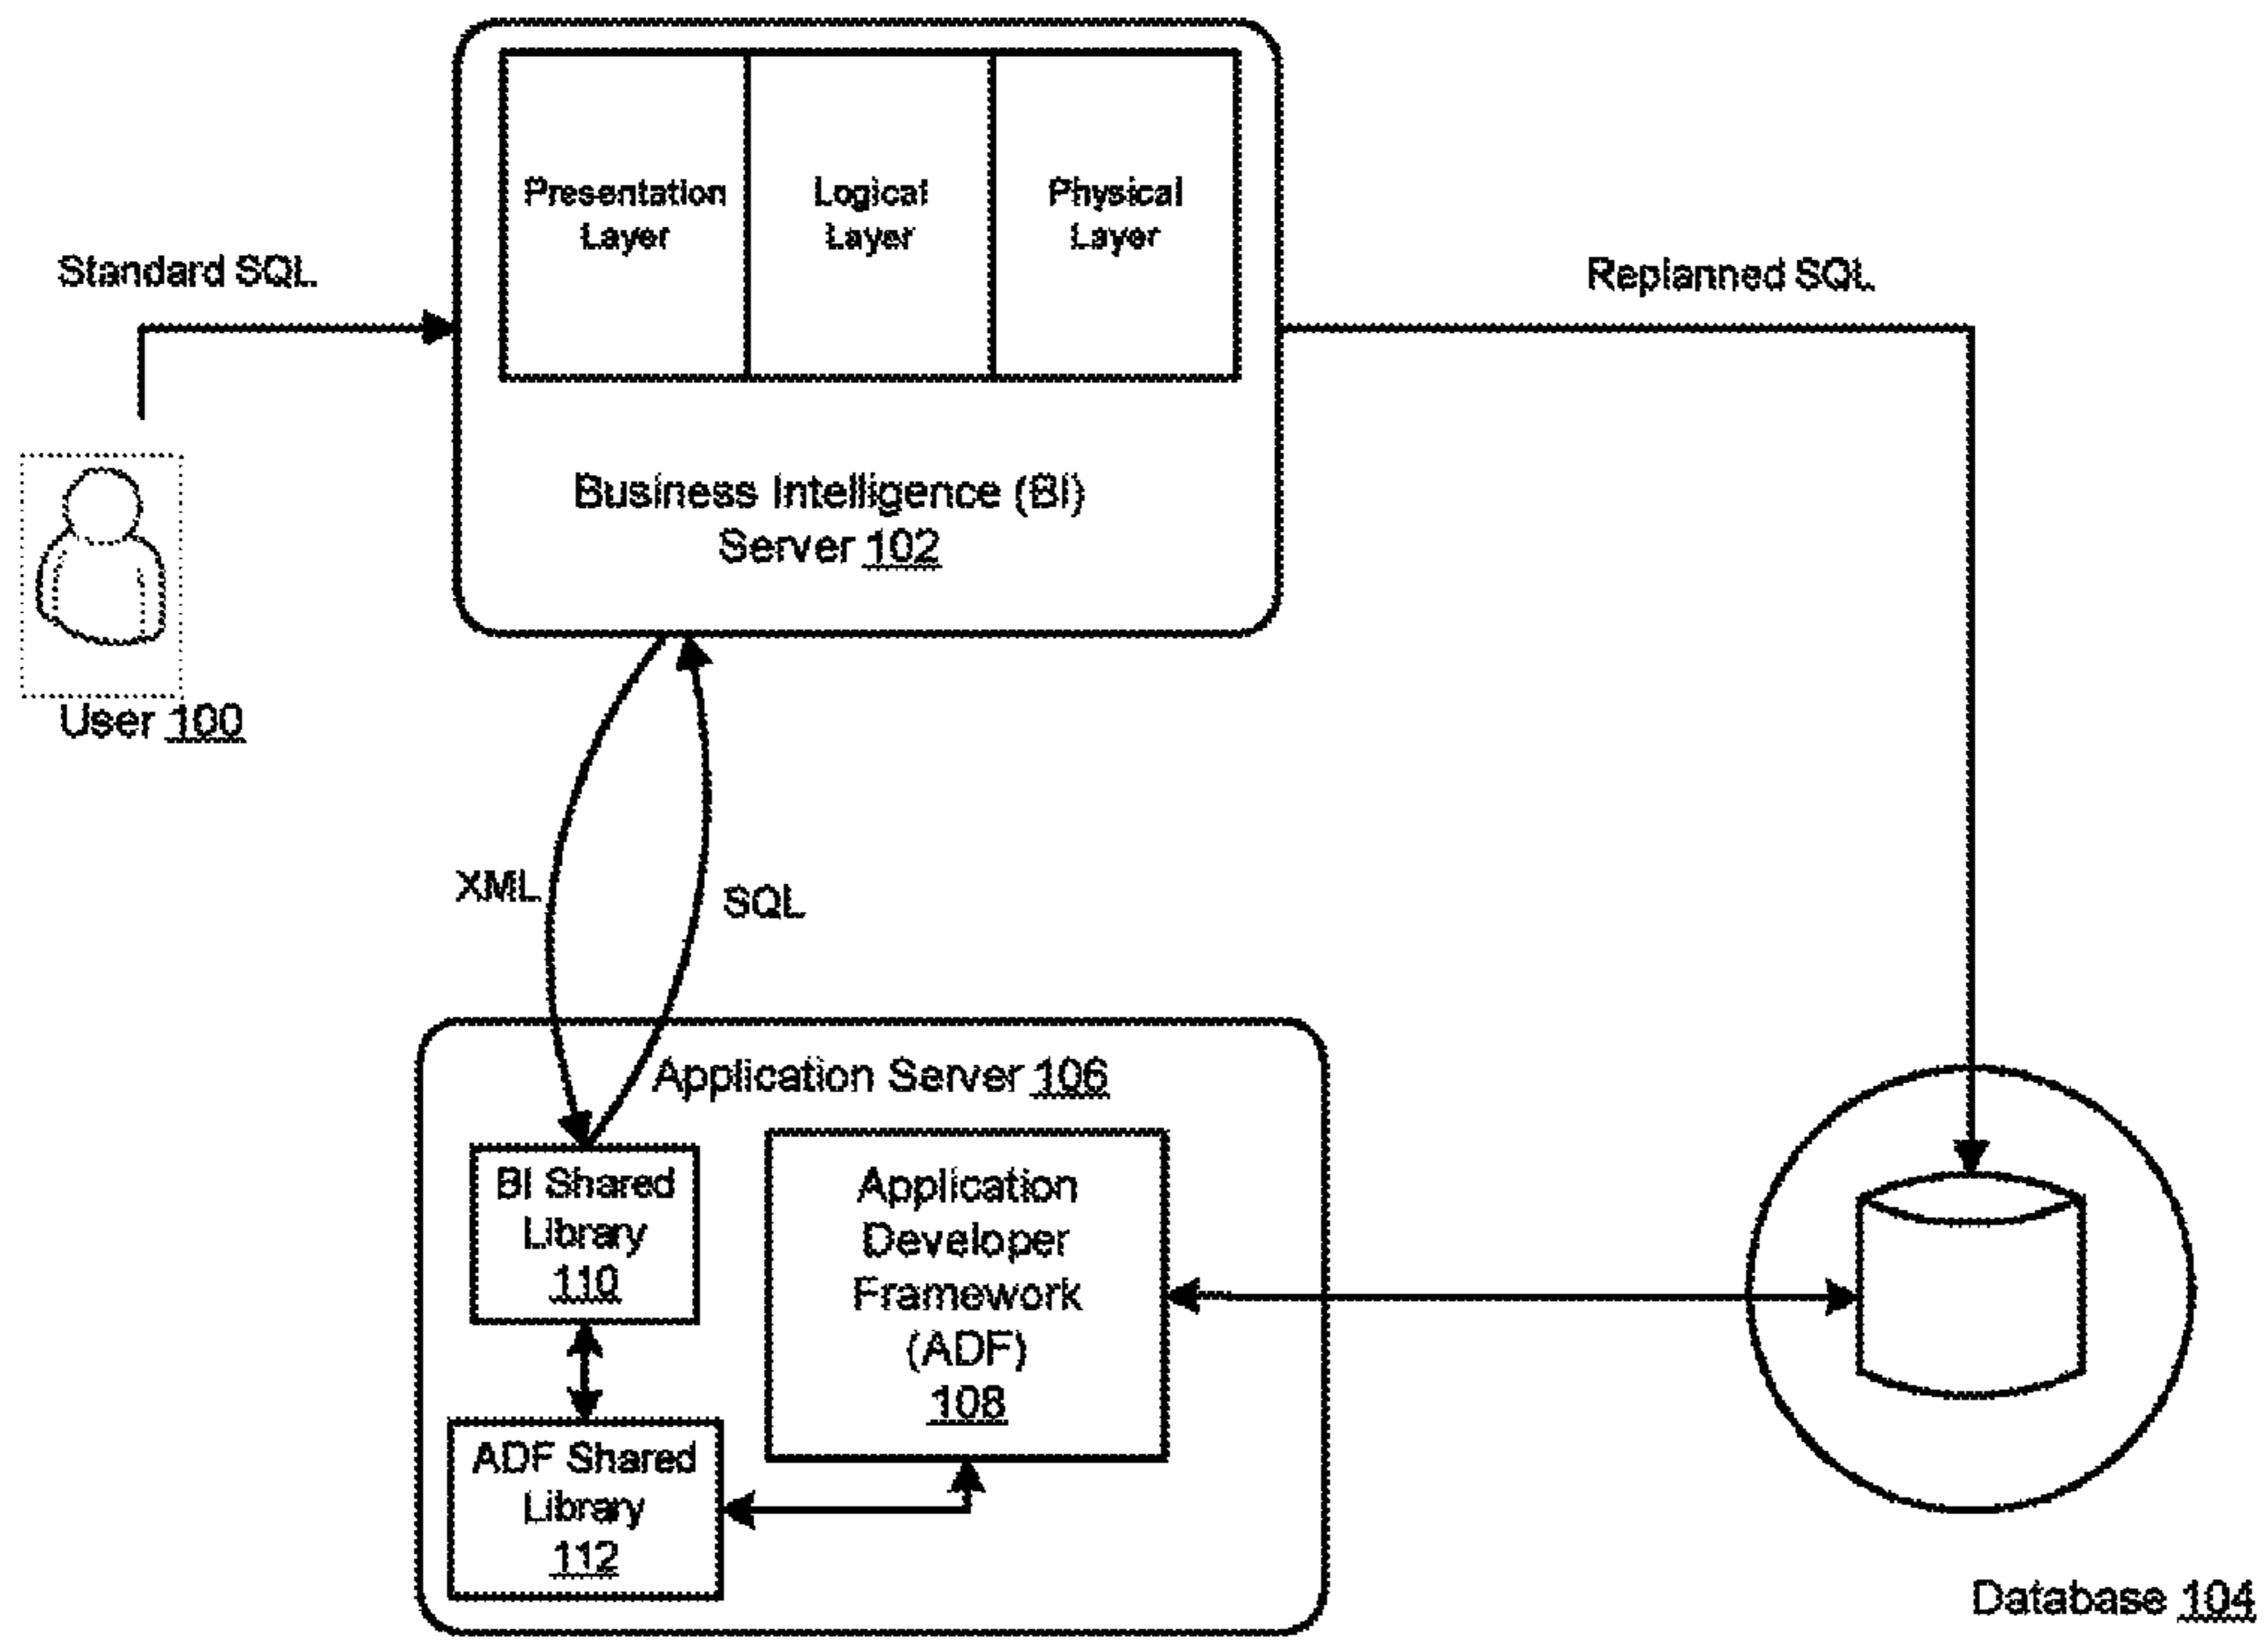 Presentation
Layer
Logical
Layer
Physical
Layer
Standard SQL
Replanned SQL
Business Intelligence (BI)
Server 102
User 100
XML
SQL
Application Server 106
BI Shared
Library
110
Application
Developer
Framework
(ADF)
108
ADF Shared
Library
112
Database 104